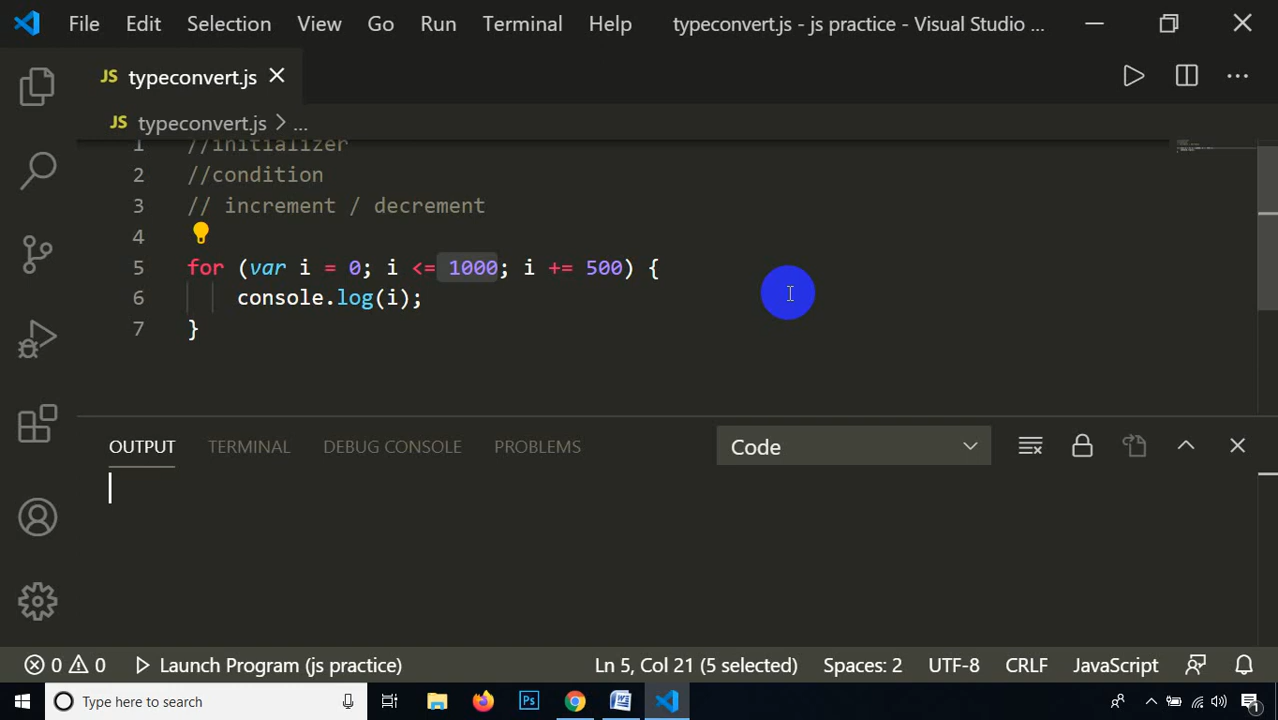 File Edit Selection View Go Run Terminal Help typeconvert.js - js practice - Visual Studio ...
JS typeconvert.js
JS typeconvert.js > ...
1 //initializer
2 //condition
3 // increment / decrement
4
5 for (var i = 0; i <= 1000; i += 500) {
6 console.log(i);
7 }
OUTPUT TERMINAL DEBUG CONSOLE PROBLEMS Code
0 0 Launch Program (js practice) Ln 5, Col 21 (5 selected) Spaces: 2 UTF-8 CRLF JavaScript
Type here to search Ps W 1